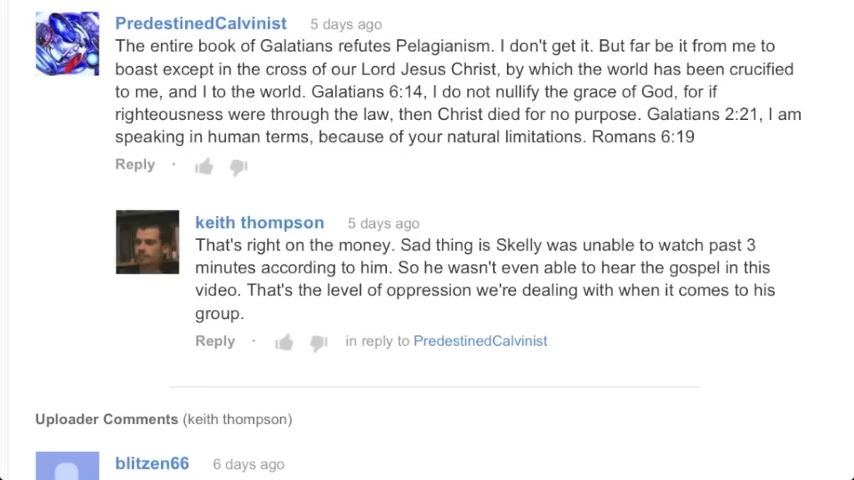 PredestinedCalvinist 5 days ago
The entire book of Galatians refutes Pelagianism. I don't get it. But far be it from me to
boast except in the cross of our Lord Jesus Christ, by which the world has been crucified
to me, and I to the world. Galatians 6:14, I do not nullify the grace of God, for if
righteousness were through the law, then Christ died for no purpose. Galatians 2:21, I am
speaking in human terms, because of your natural limitations. Romans 6:19
Reply ·
keith thompson 5 days ago
That's right on the money. Sad thing is Skelly was unable to watch past 3
minutes according to him. So he wasn't even able to hear the gospel in this
video. That's the level of oppression we're dealing with when it comes to his
group.
Reply · in reply to PredestinedCalvinist
Uploader Comments (keith thompson)
blitzen66 6 days ago